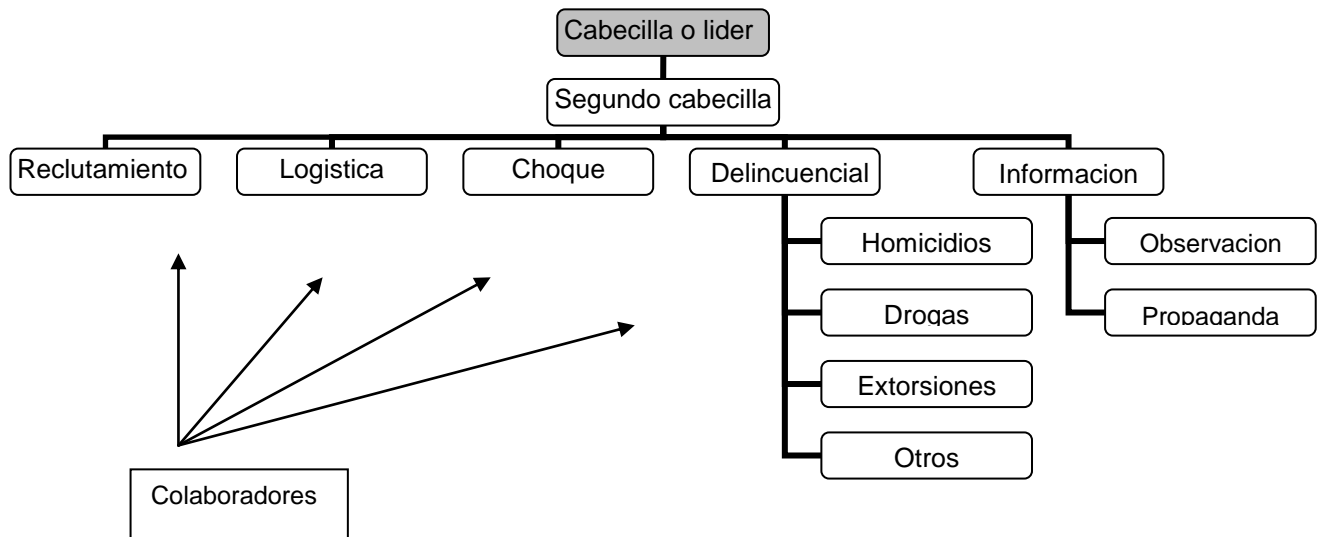 Cabecilla o lider
Segundo cabecilla
Reclutamiento
Logistica
Choque
Delincuencial
Informacion
Homicidios
Observacion
Drogas
Propaganda
Extorsiones
Otros
Colaboradores